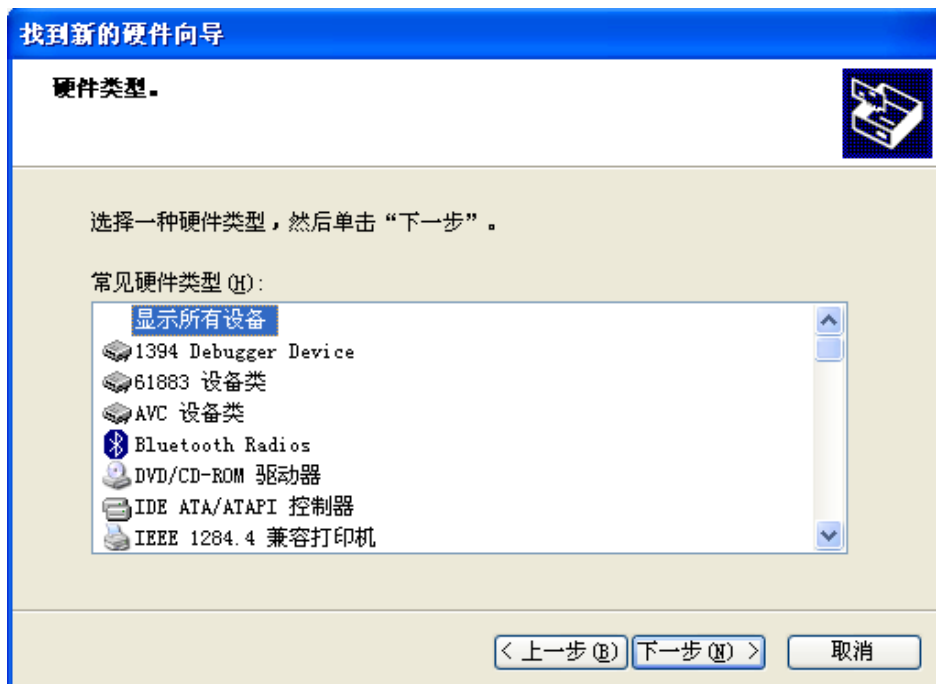 找到新的硬件向导
硬件类型。
选择一种硬件类型，然后单击“下一步”。
常见硬件类型(H):
显示所有设备
1394 Debugger Device
61883 设备类
AVC 设备类
Bluetooth Radios
DVD/CD-ROM 驱动器
IDE ATA/ATAPI 控制器
IEEE 1284.4 兼容打印机
< 上一步(B) 下一步(N) > 取消